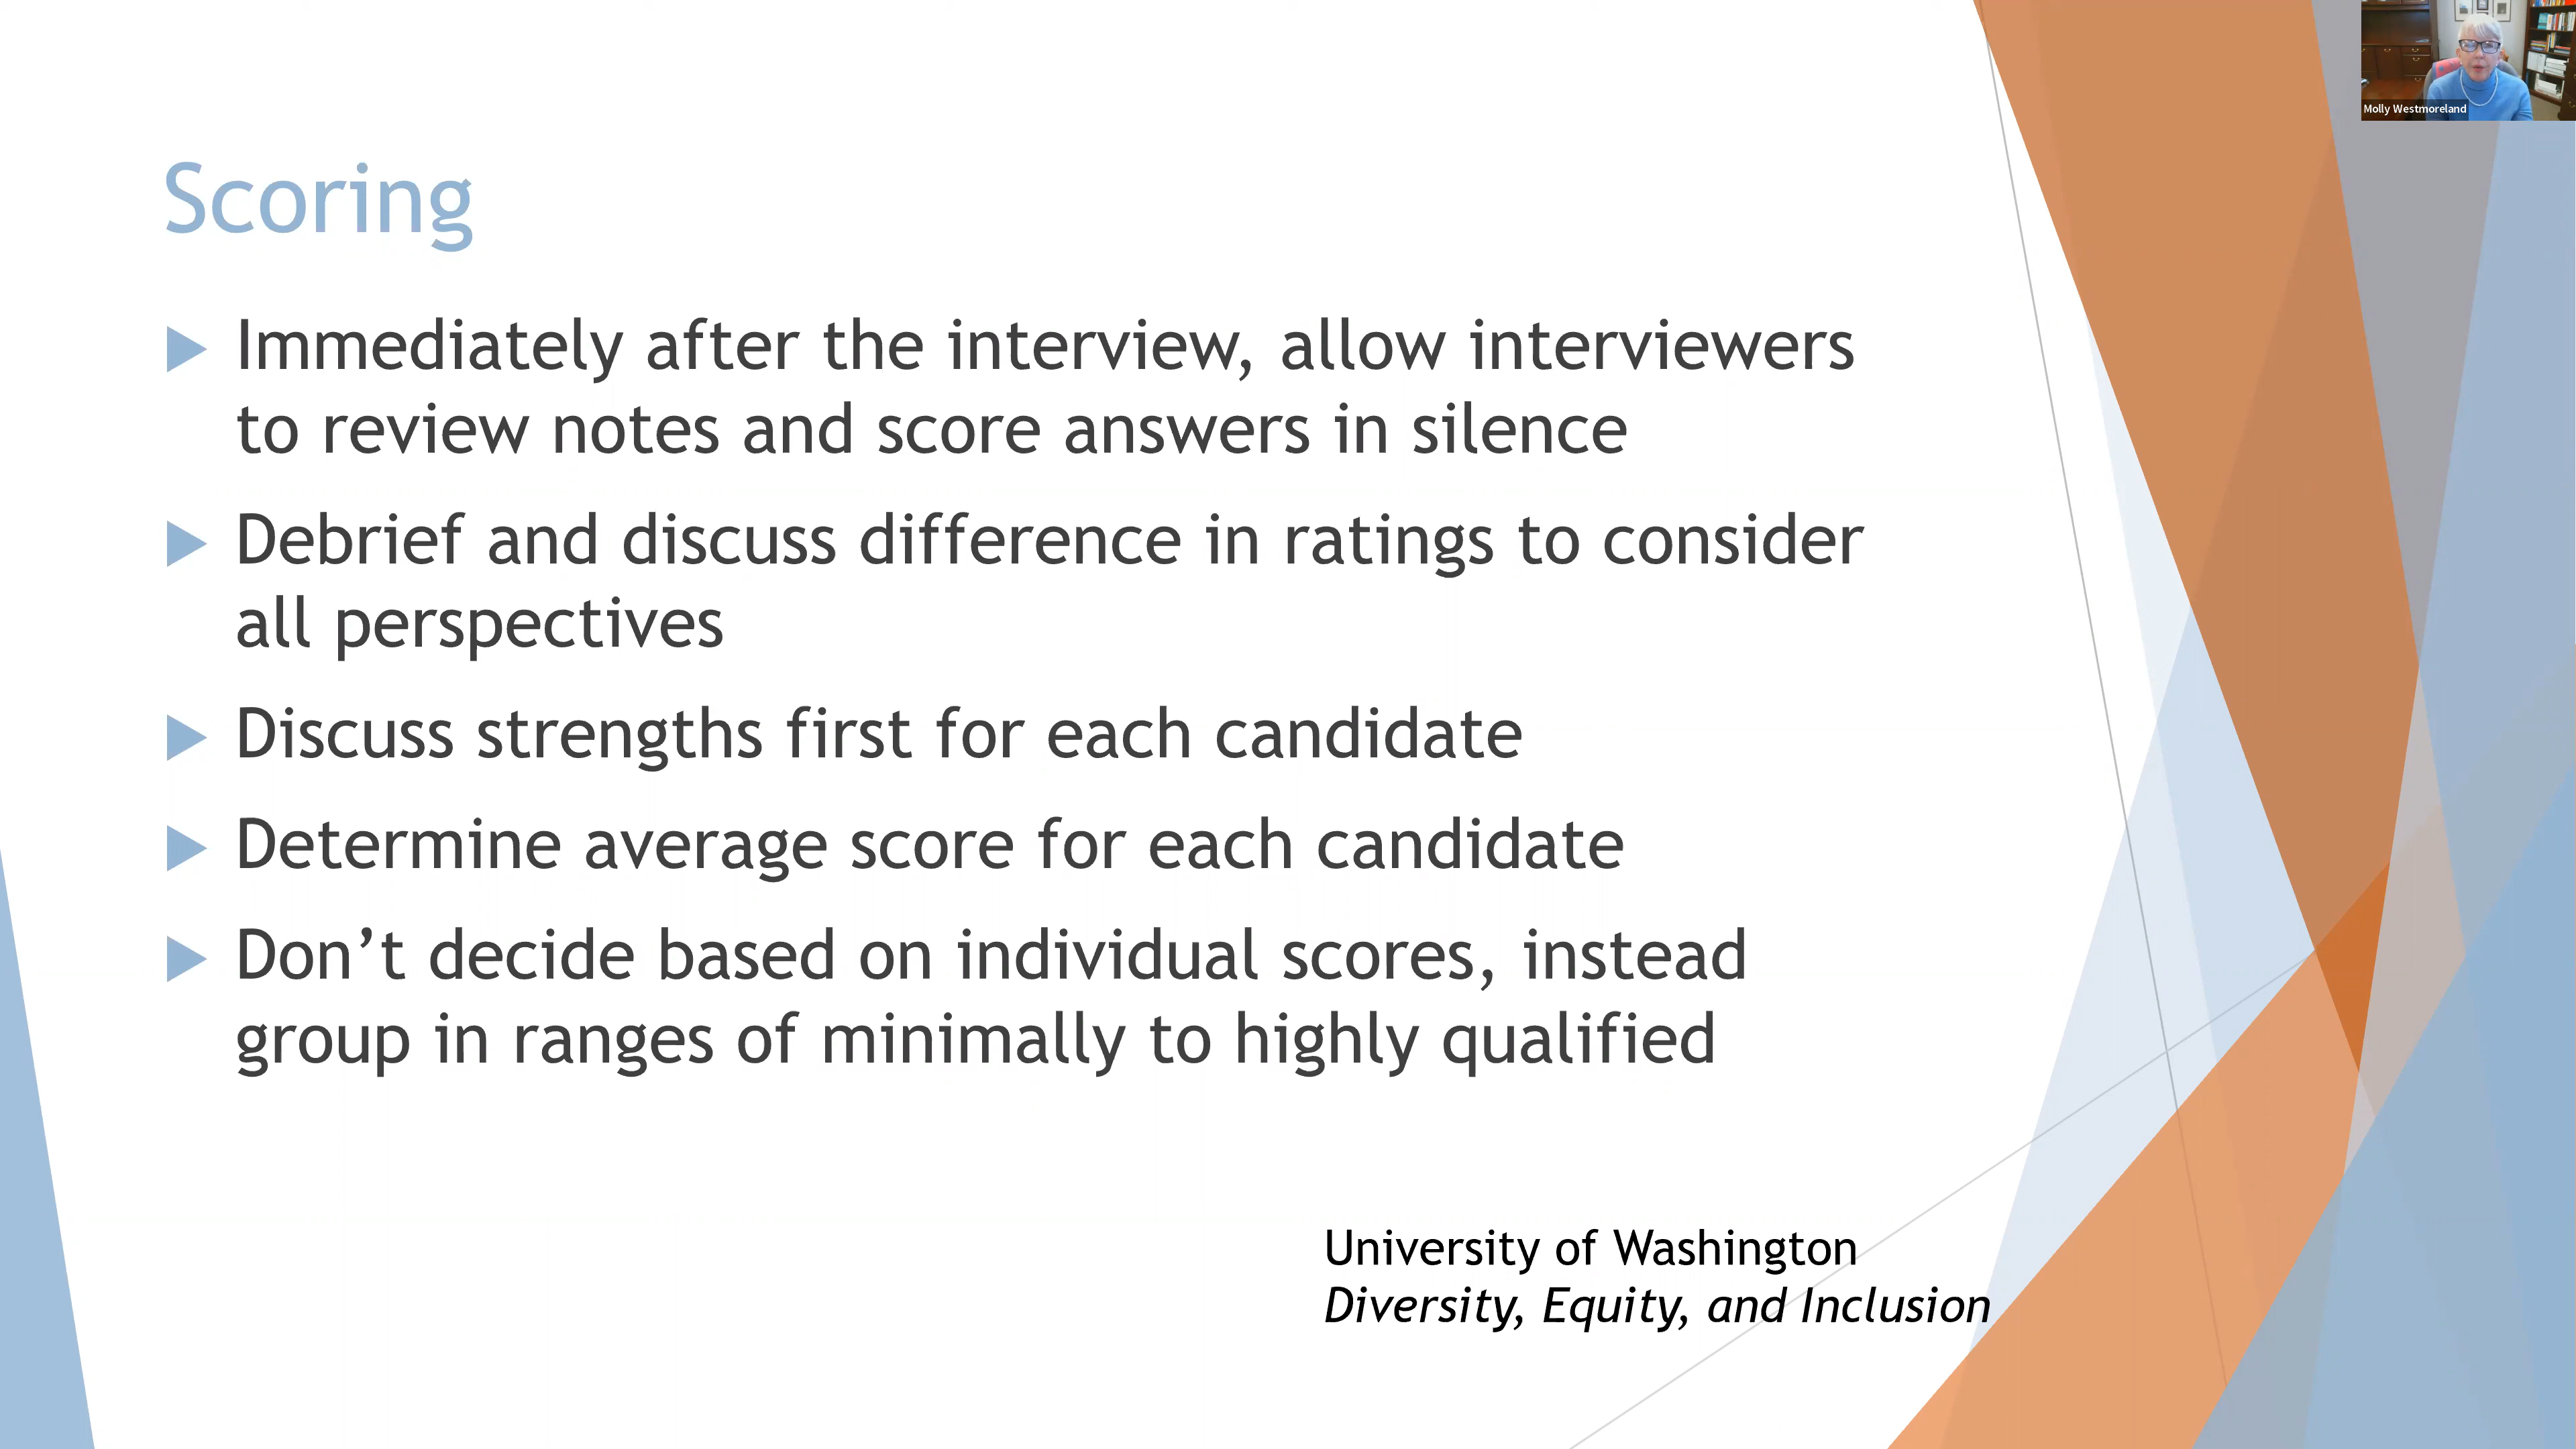 Molly Westmoreland
Scoring
Immediately after the interview, allow interviewers
to review notes and score answers in silence
Debrief and discuss difference in ratings to consider
all perspectives
Discuss strengths first for each candidate
Determine average score for each candidate
Don’t decide based on individual scores, instead
group in ranges of minimally to highly qualified
University of Washington
Diversity, Equity, and Inclusion